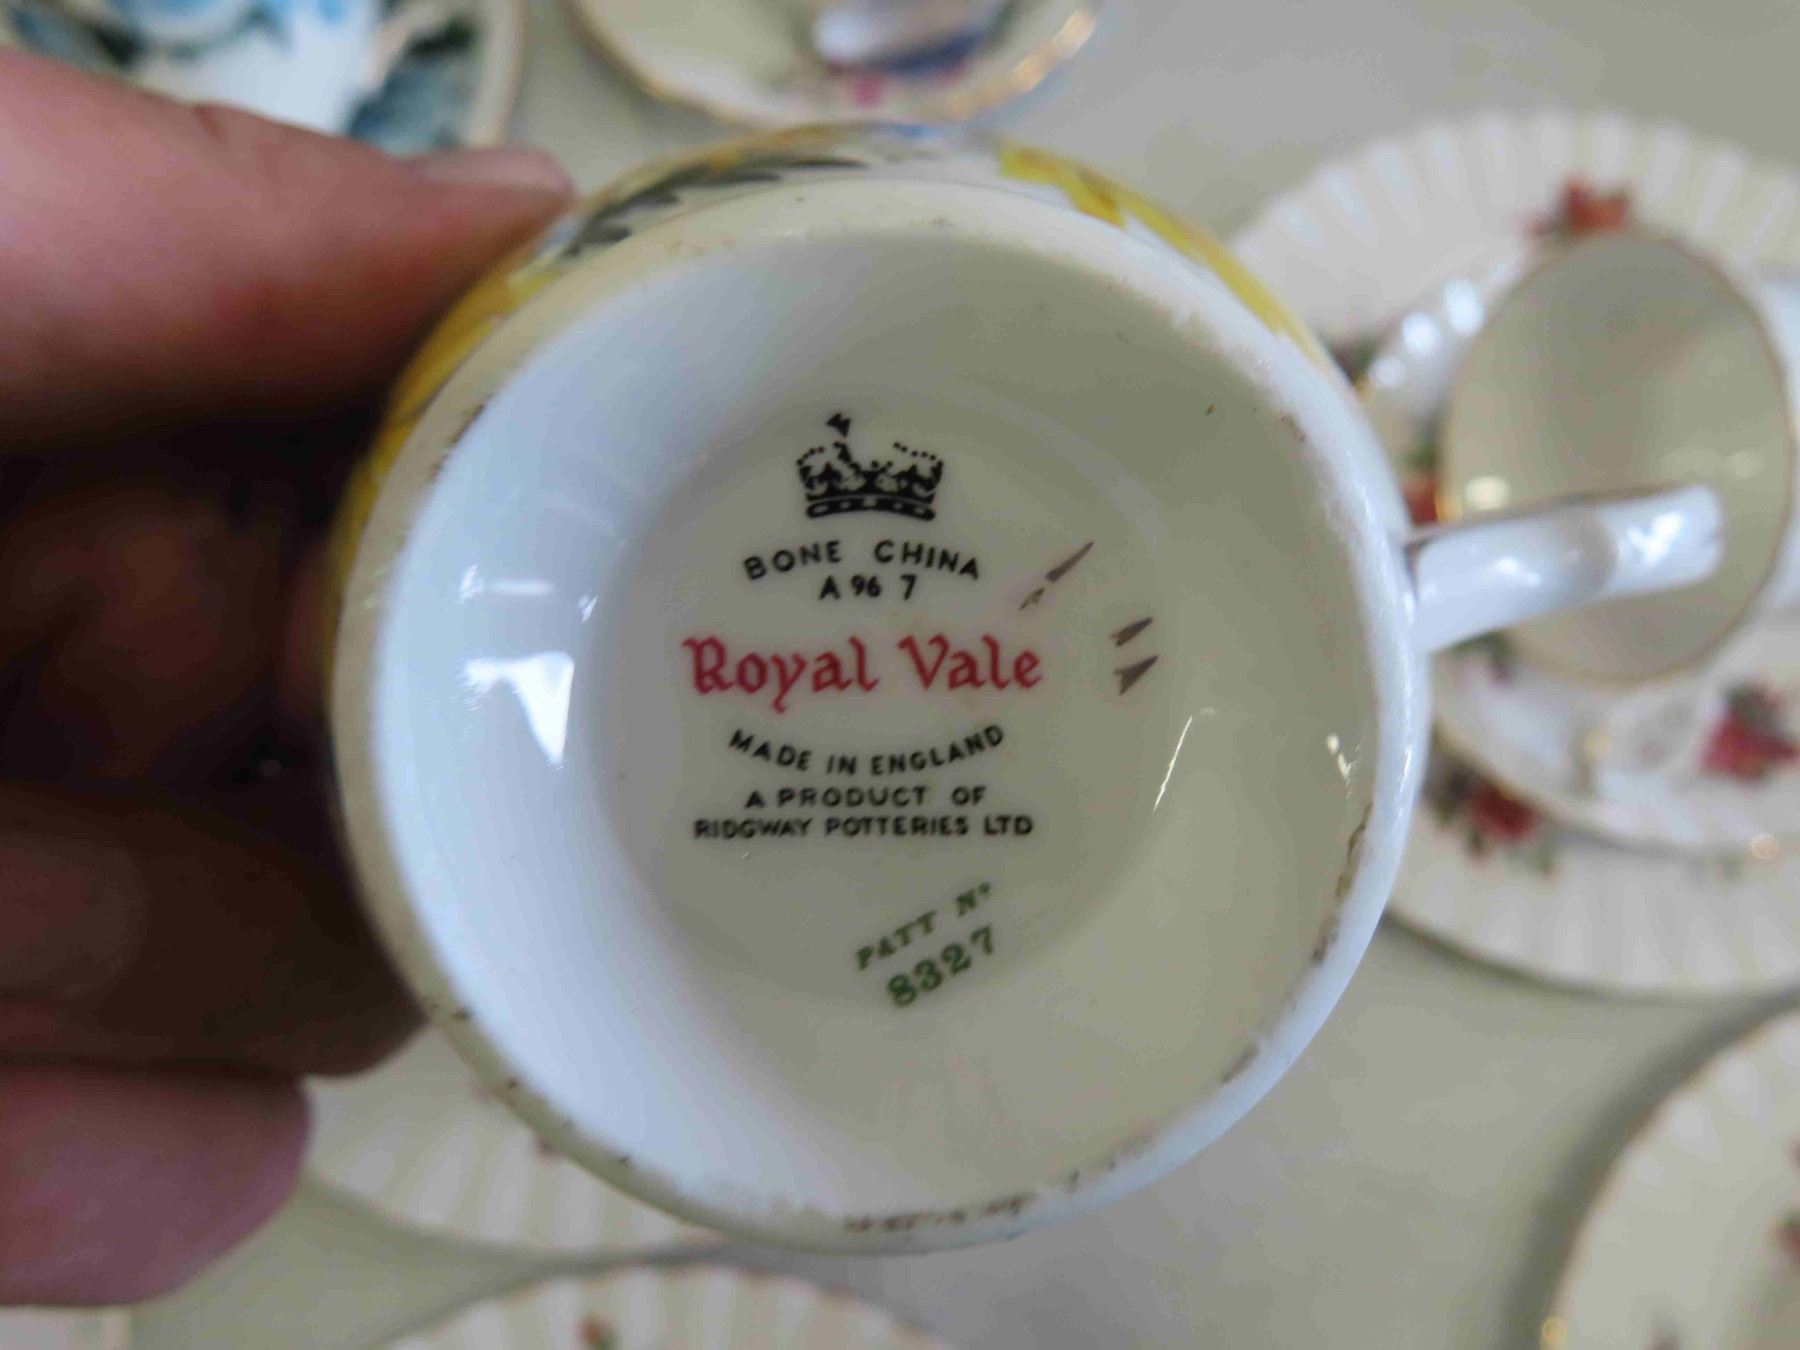 BONE CHINA
A 96 7
Royal Vale
MADE IN ENGLAND
A PRODUCT OF
RIDGWAY POTTERIES LTD
PATT Nº
8327